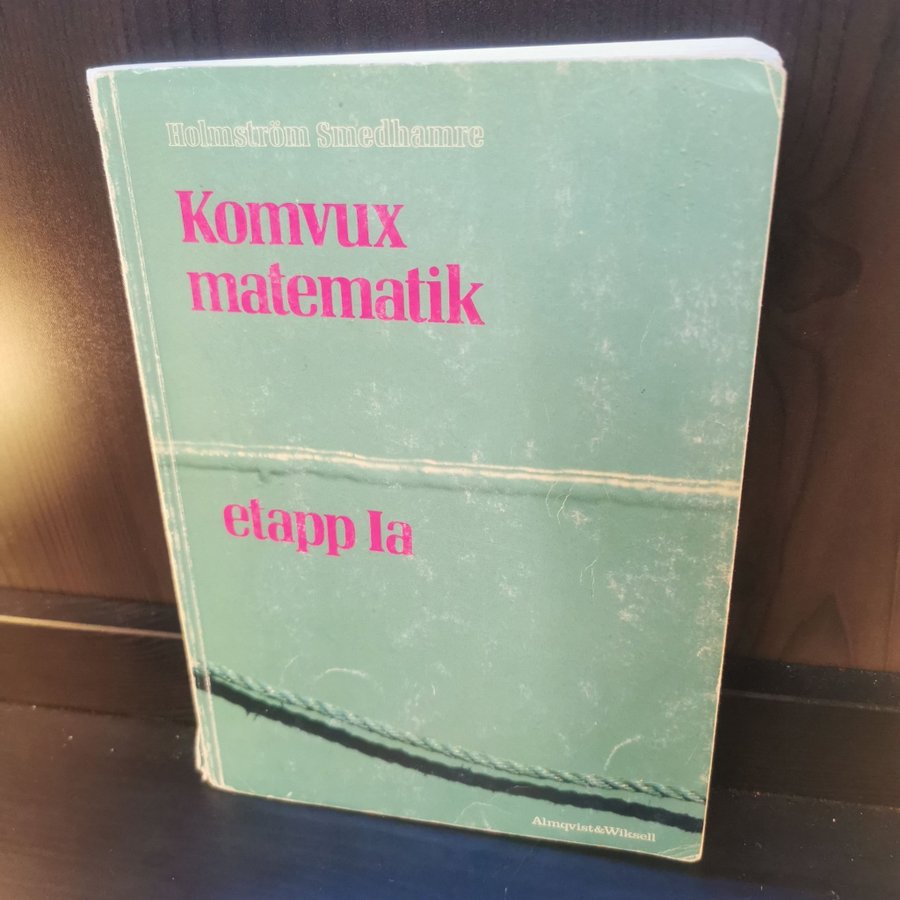 Holmström Smedhamre
Komvux
matematik
etapp Ia
Almqvist&Wiksell